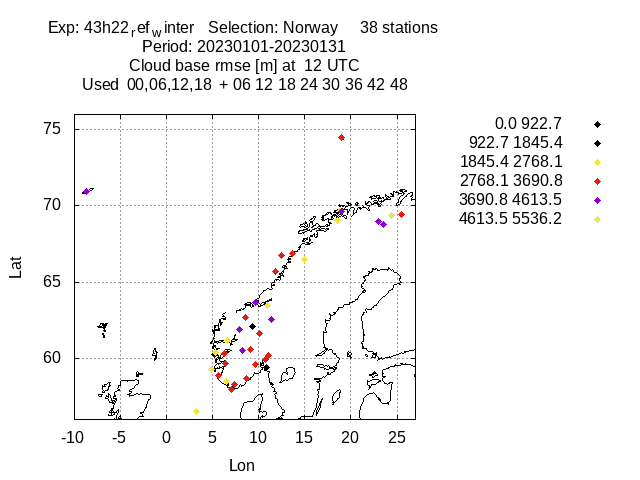 Exp: 43h22refwinter   Selection: Norway     38 stations
Period: 20230101-20230131
Cloud base rmse [m] at  12 UTC
Used  00,06,12,18  + 06 12 18 24 30 36 42 48
0.0 922.7
922.7 1845.4
1845.4 2768.1
2768.1 3690.8
3690.8 4613.5
4613.5 5536.2
75
70
65
60
Lat
-10 -5 0 5 10 15 20 25
Lon